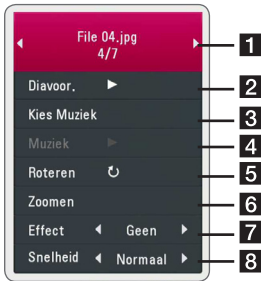 File 04.jpg 1
4/7
Diavoor. 2
Kies Muziek 3
Muziek 4
Roteren 5
Zoomen 6
Effect Geen 7
Snelheid Normaal 8